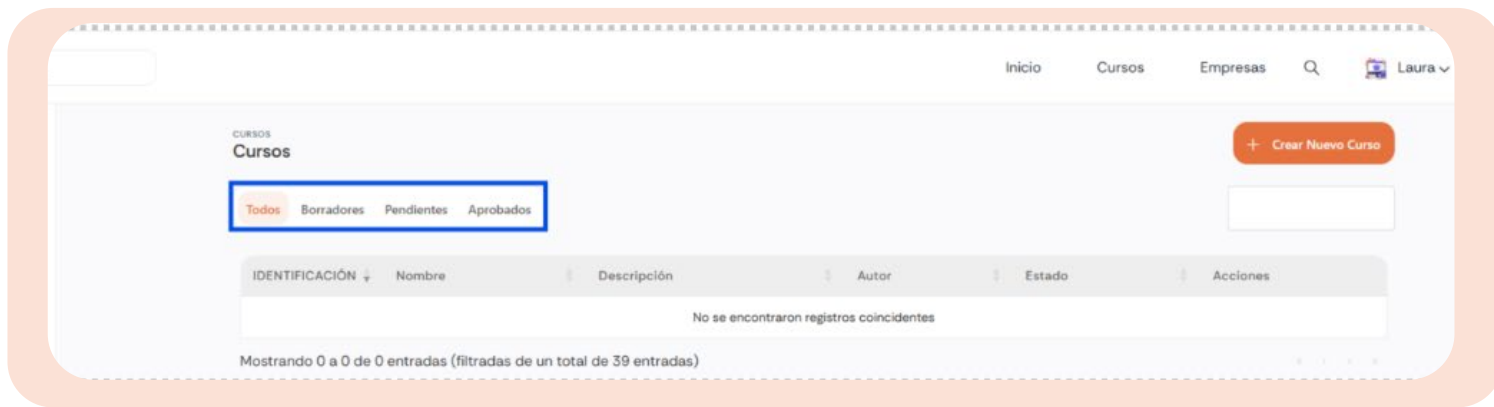 Inicio Cursos Empresas Laura
CURSOS
Cursos
+ Crear Nuevo Curso
Todos Borradores Pendientes Aprobados
IDENTIFICACIÓN Nombre Descripción Autor Estado Acciones
No se encontraron registros coincidentes
Mostrando 0 a 0 de 0 entradas (filtradas de un total de 39 entradas)